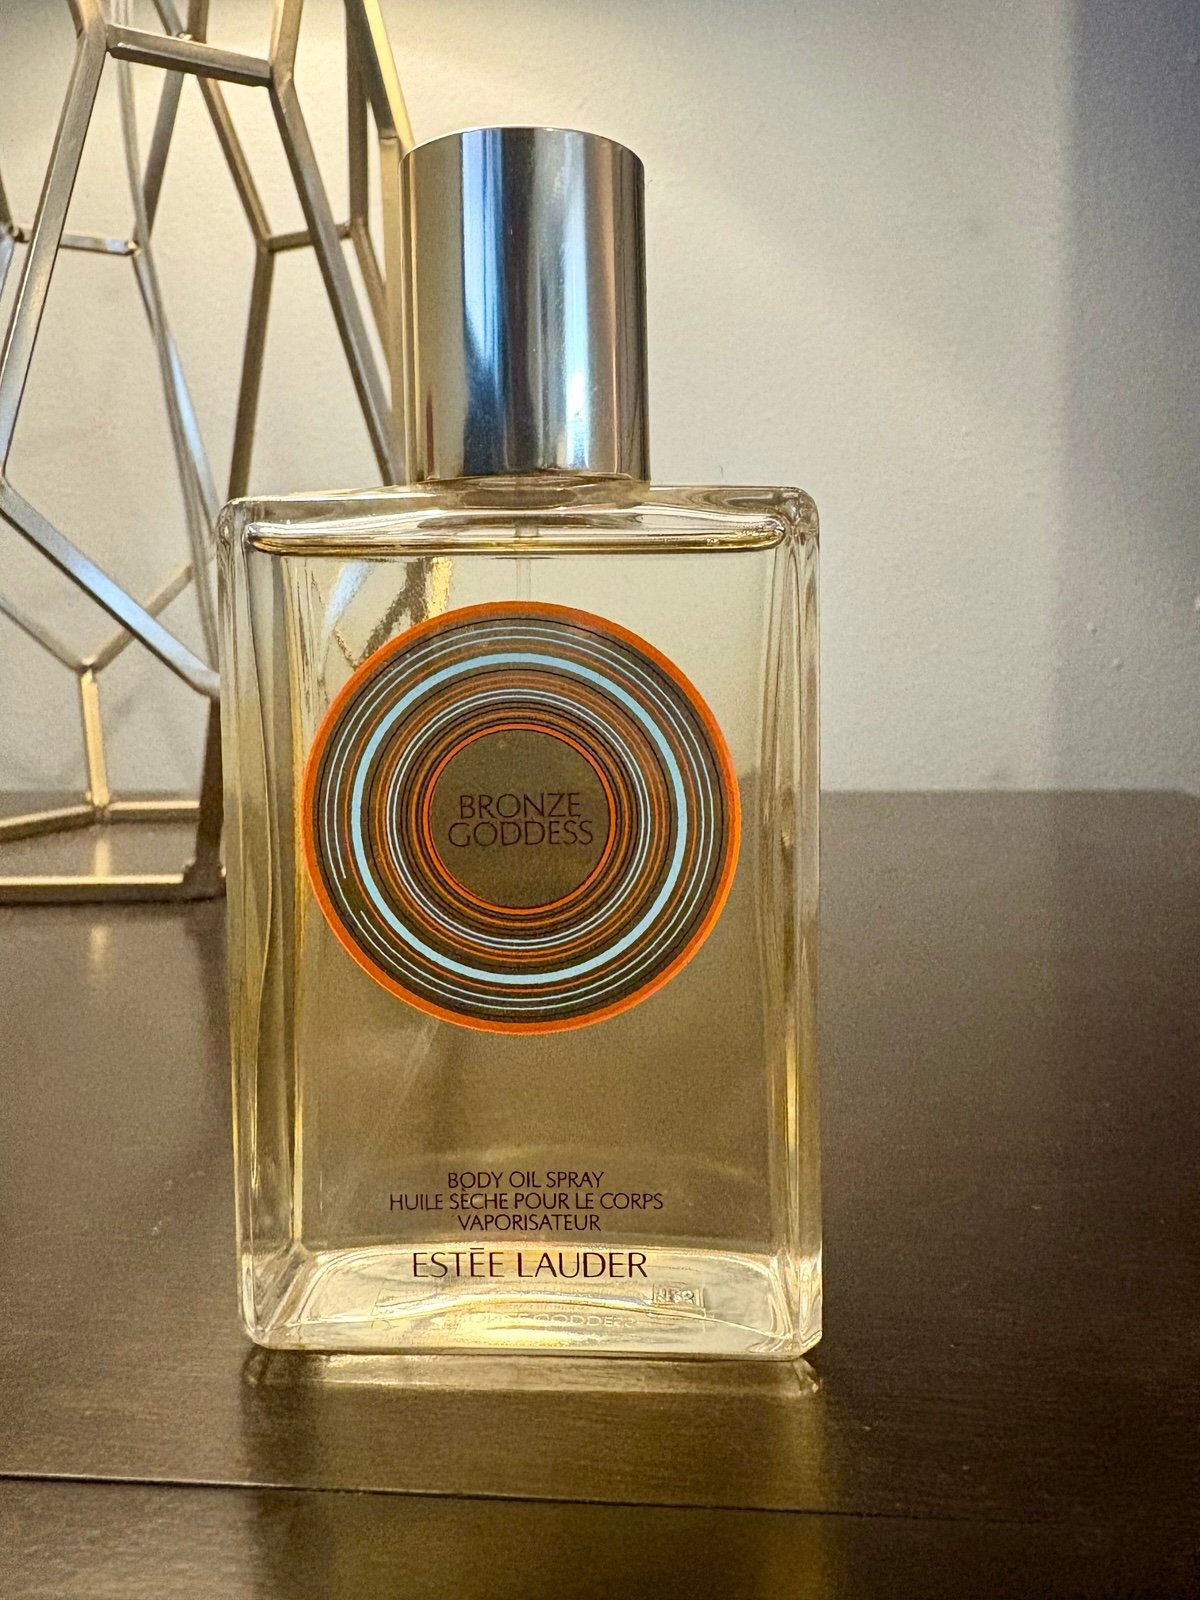 BRONZE
GODDESS
BODY OIL SPRAY
HUILE SÈCHE POUR LE CORPS
VAPORISATEUR
ESTĒE LAUDER